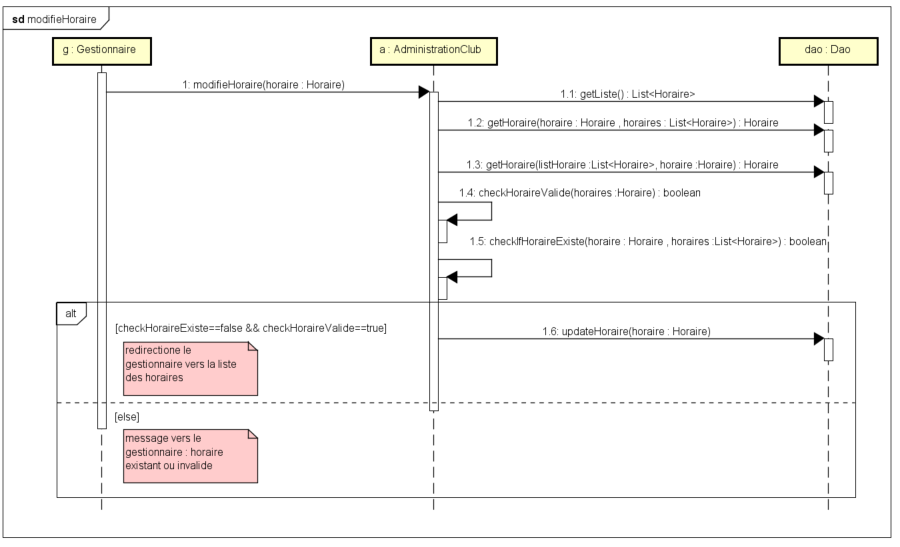 sd modifieHoraire
g : Gestionnaire
a : AdministrationClub
dao : Dao
1: modifieHoraire(horaire : Horaire)
1.1: getListe() : List<Horaire>
1.2: getHoraire(horaire : Horaire , horaires : List<Horaire>) : Horaire
1.3: getHoraire(listHoraire :List<Horaire>, horaire :Horaire) : Horaire
1.4: checkHoraireValide(horaires :Horaire) : boolean
1.5: checkIfHoraireExiste(horaire : Horaire , horaires :List<Horaire>) : boolean
alt
[checkHoraireExiste==false && checkHoraireValide==true]
1.6: updateHoraire(horaire : Horaire)
redirectione le
gestionnaire vers la liste
des horaires
[else]
message vers le
gestionnaire : horaire
existant ou invalide